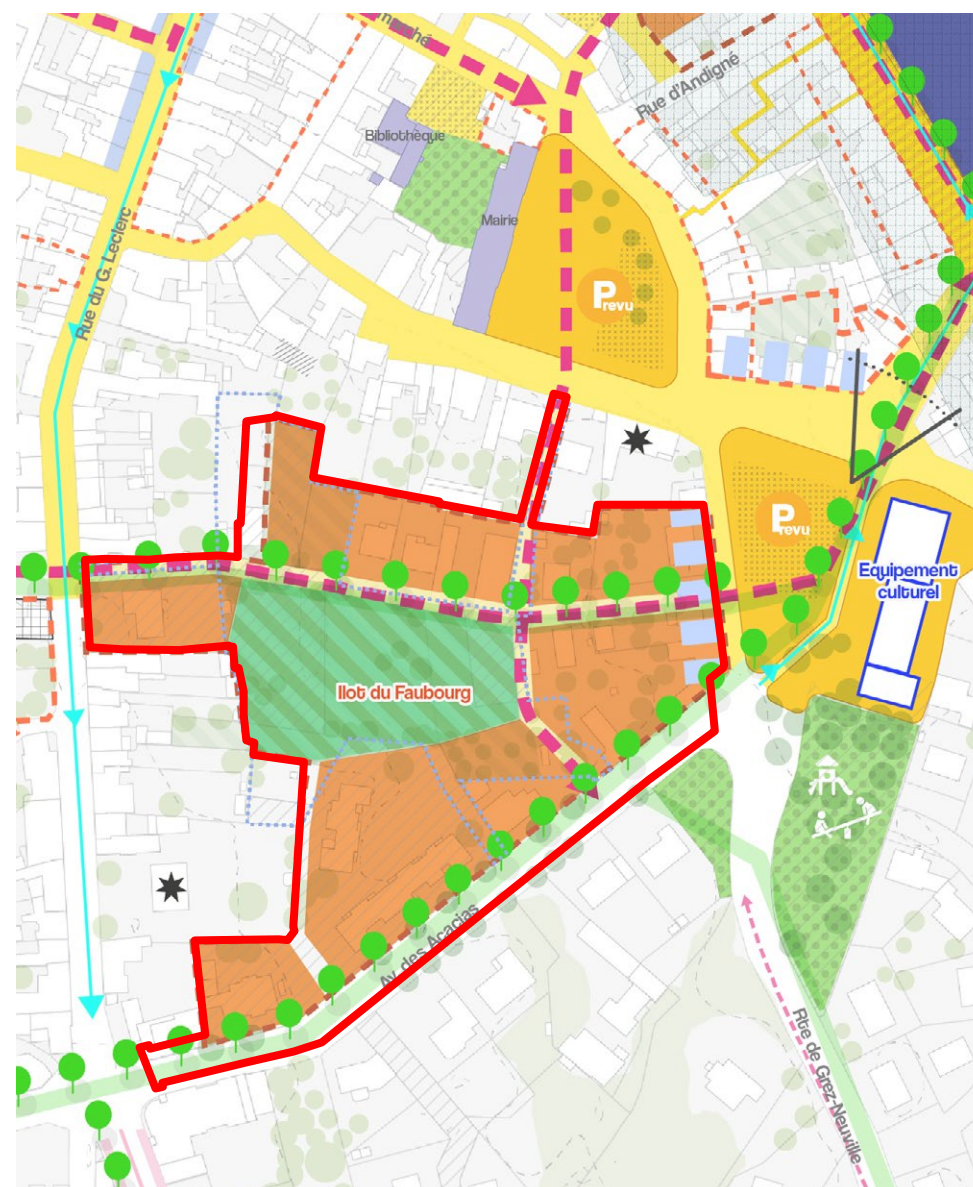 marché
Rue d'Andigné
Bibliothèque
Mairie
Rue du G. Leclerc
Prevu
Prevu
Equipement
culturel
Ilot du Faubourg
Av. des Acacias
Rte de Grez-Neuville